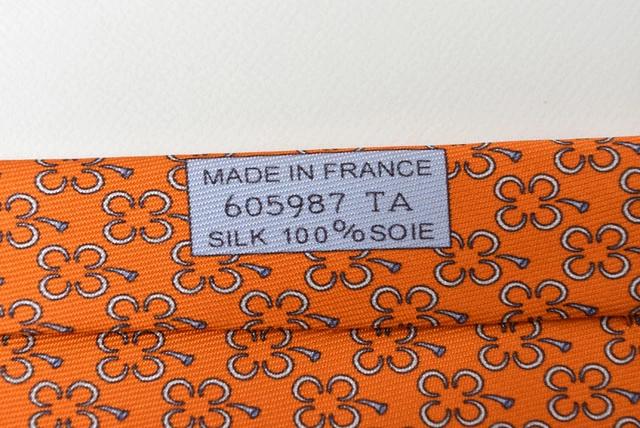 MADE IN FRANCE
605987 TA
SILK 100% SOIE